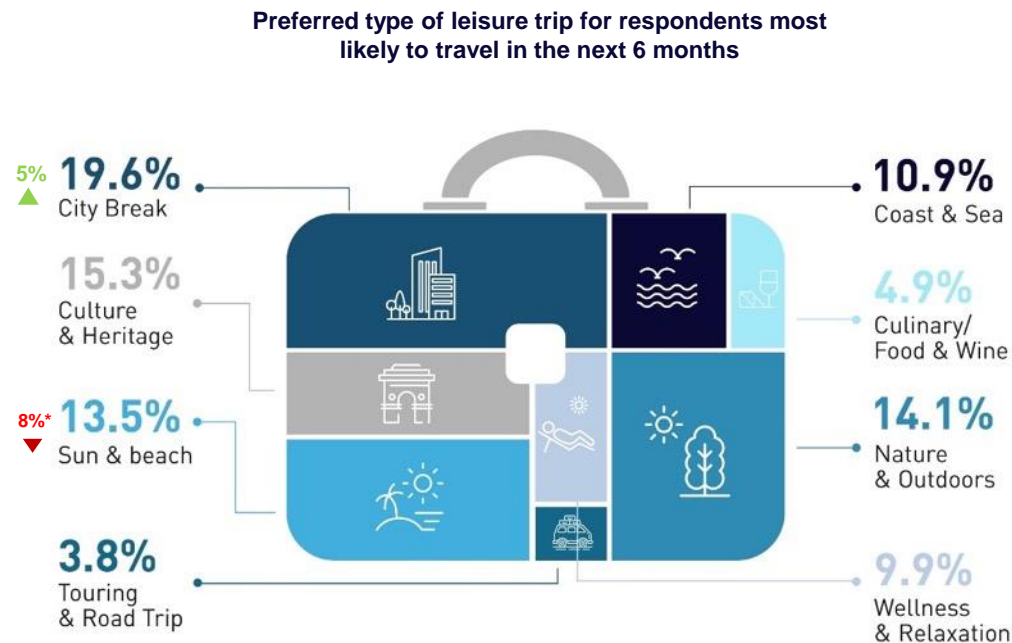 Preferred type of leisure trip for respondents most
likely to travel in the next 6 months
5%
19.6%
City Break
15.3%
Culture
& Heritage
8%*
13.5%
Sun & beach
3.8%
Touring
& Road Trip
10.9%
Coast & Sea
4.9%
Culinary/
Food & Wine
14.1%
Nature
& Outdoors
9.9%
Wellness
& Relaxation